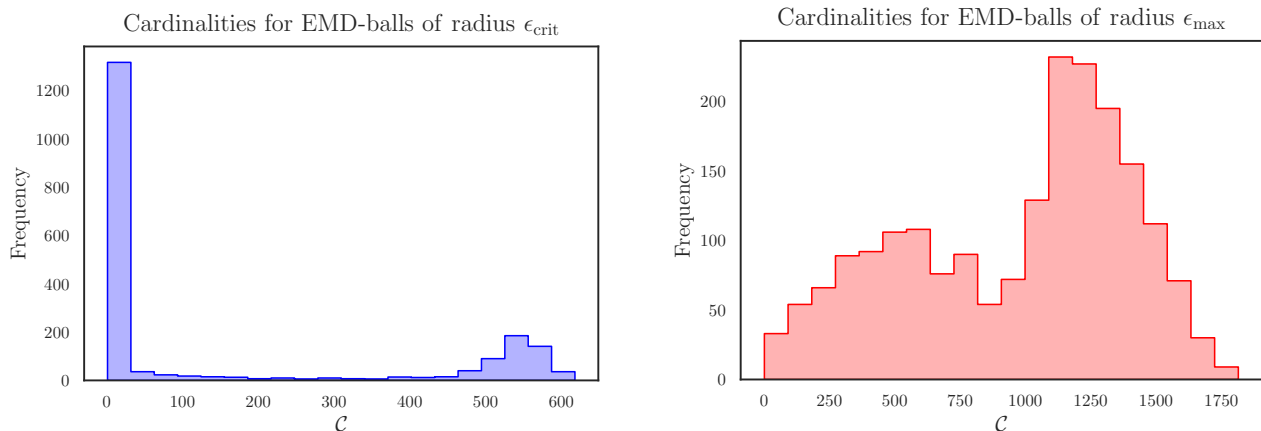 Cardinalities for EMD-balls of radius ϵcrit
Frequency
1200
1000
800
600
400
200
0
0 100 200 300 400 500 600
𝒞
Cardinalities for EMD-balls of radius ϵmax
Frequency
200
150
100
50
0
0 250 500 750 1000 1250 1500 1750
𝒞